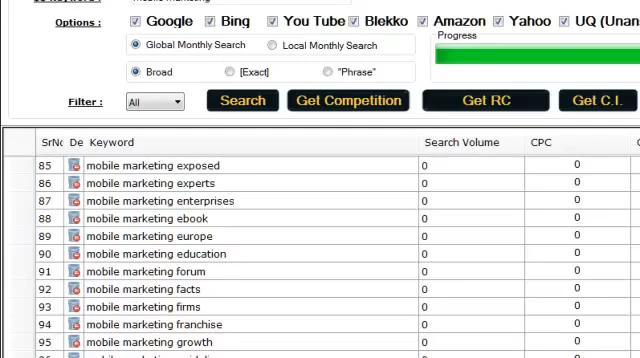 Options : Google Bing You Tube Blekko Amazon Yahoo UQ (Unan
Progress
Global Monthly Search Local Monthly Search
Broad [Exact] "Phrase"
Filter : All Search Get Competition Get RC Get C.I.
SrNo De Keyword Search Volume CPC
85 mobile marketing exposed 0 0
86 mobile marketing experts 0 0
87 mobile marketing enterprises 0 0
88 mobile marketing ebook 0 0
89 mobile marketing europe 0 0
90 mobile marketing education 0 0
91 mobile marketing forum 0 0
92 mobile marketing facts 0 0
93 mobile marketing firms 0 0
94 mobile marketing franchise 0 0
95 mobile marketing growth 0 0